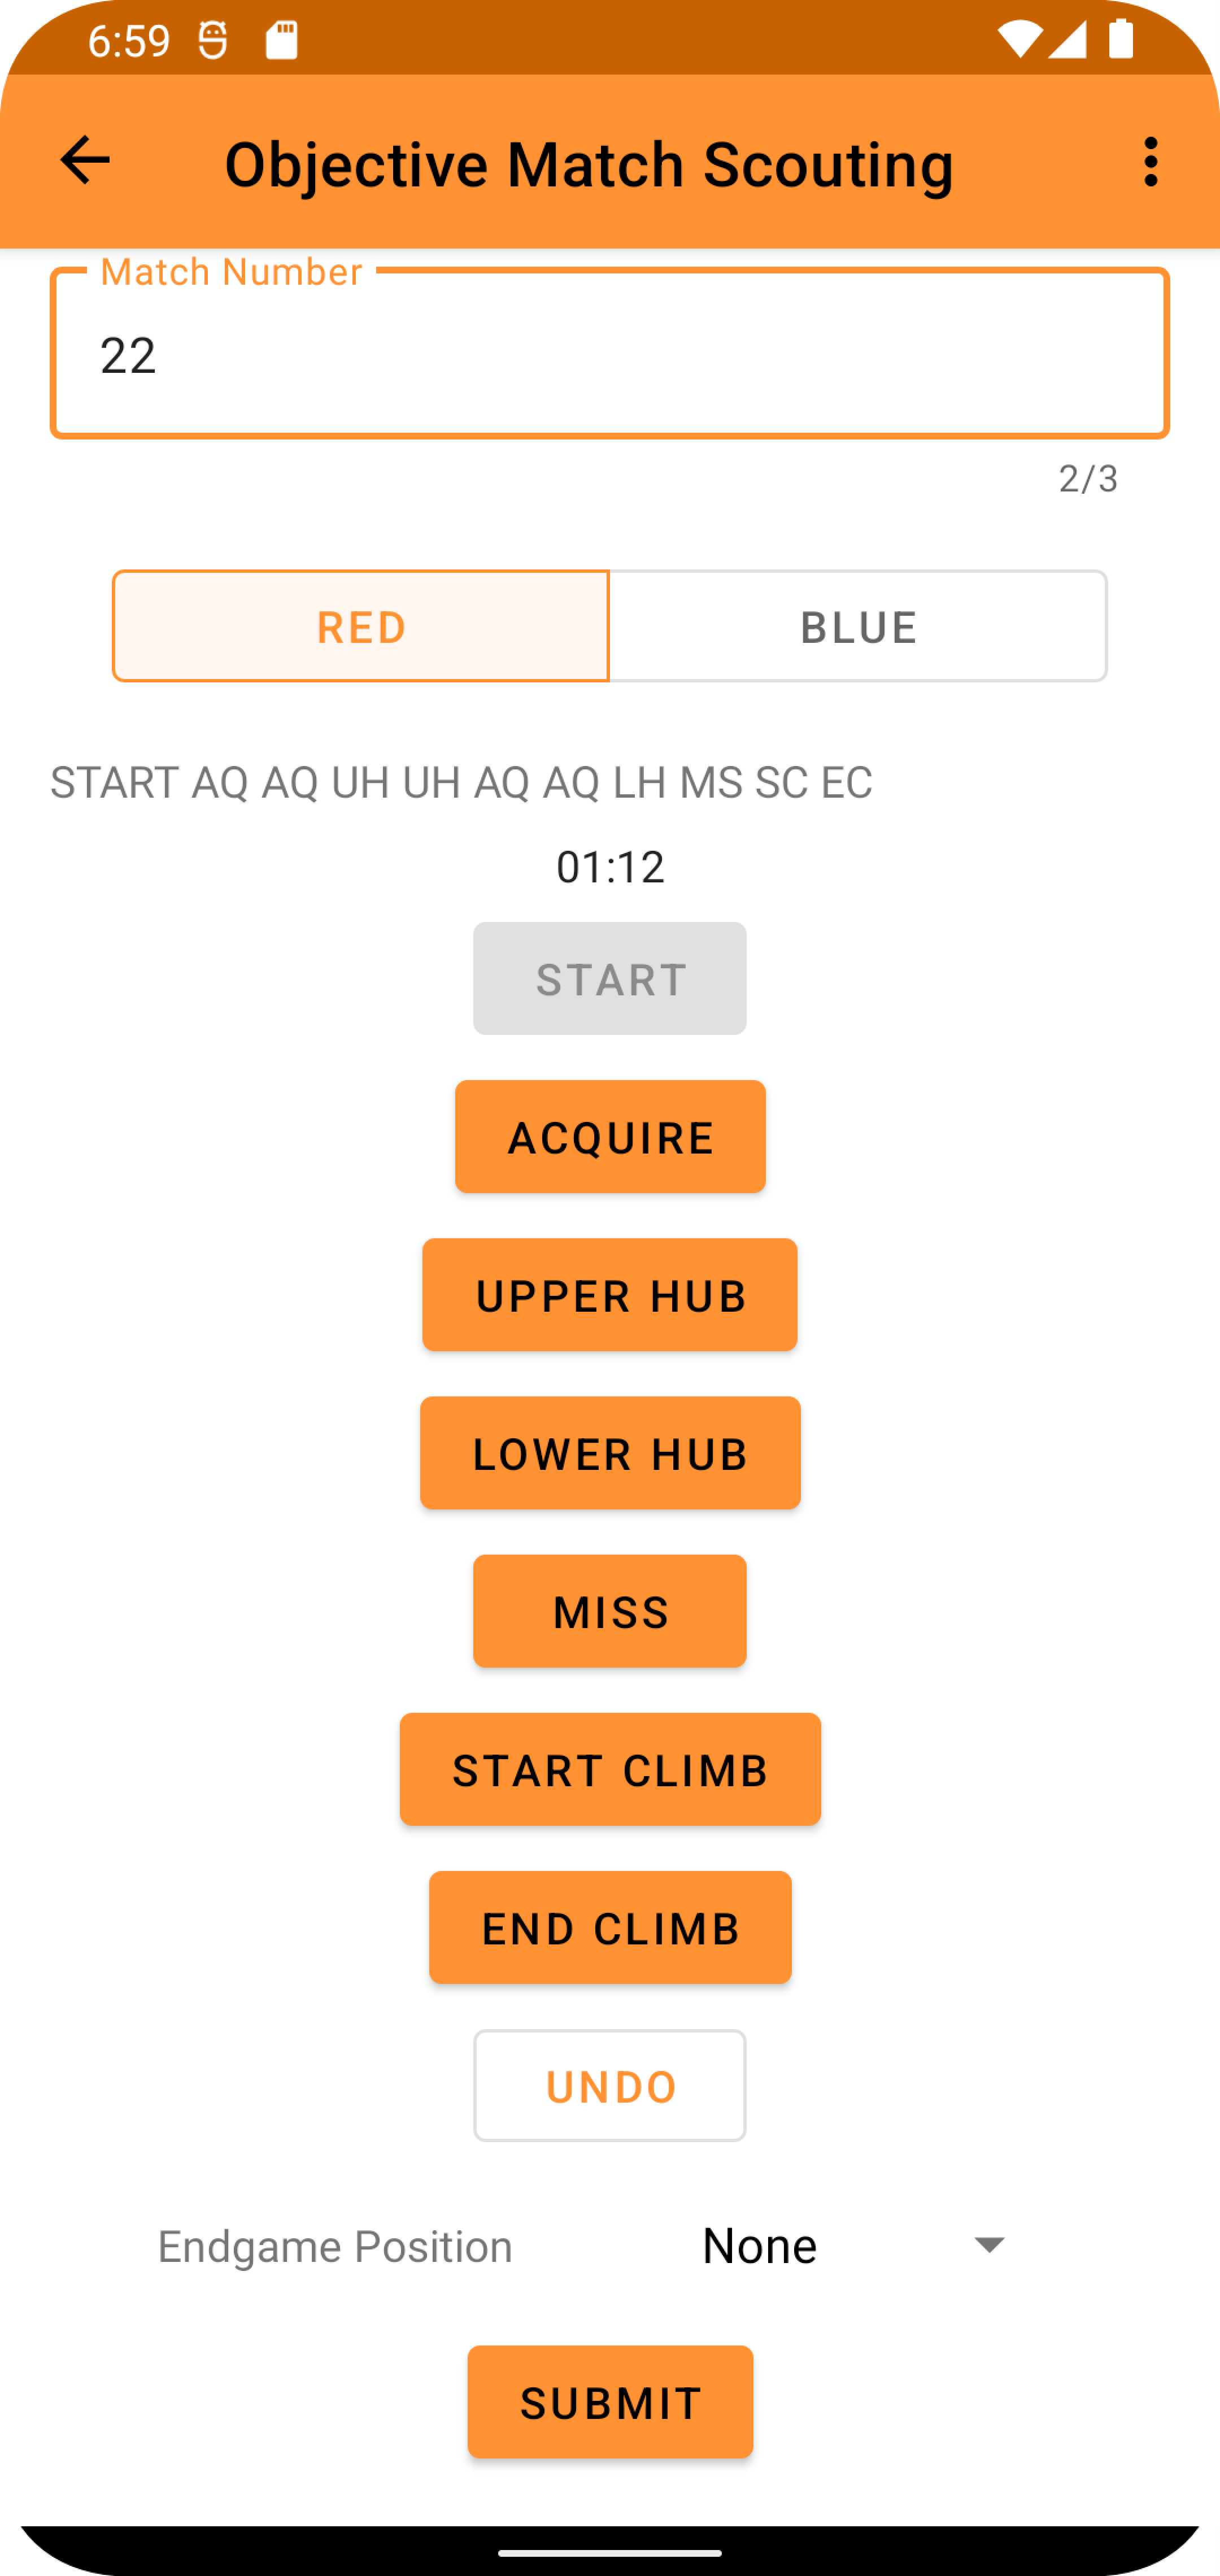 6:59
Objective Match Scouting
Match Number
22
2/3
RED BLUE
START AQ AQ UH UH AQ AQ LH MS SC EC
01:12
START
ACQUIRE
UPPER HUB
LOWER HUB
MISS
START CLIMB
END CLIMB
UNDO
Endgame Position None
SUBMIT